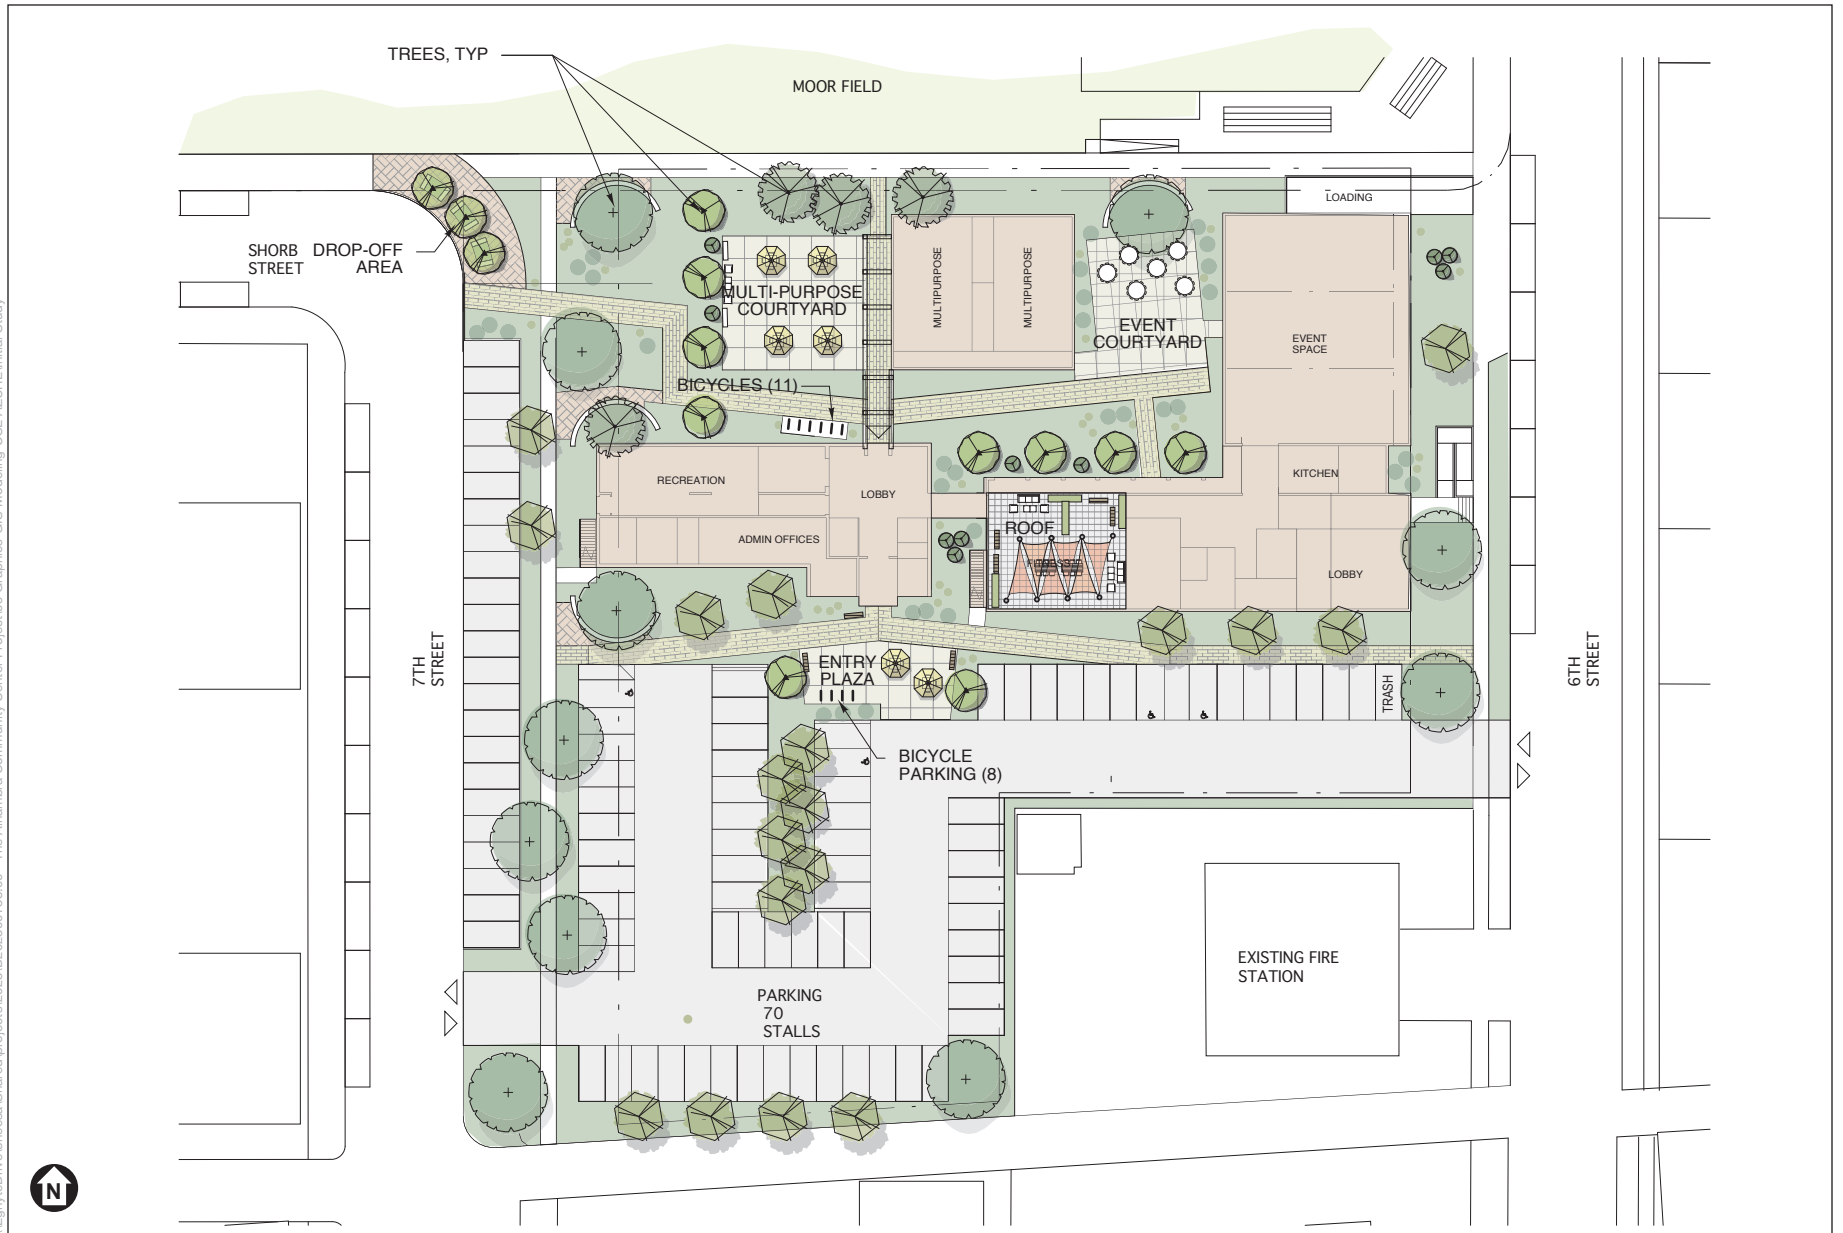 TREES, TYP
MOOR FIELD
LOADING
SHORB
STREET
DROP-OFF
AREA
MULTI-PURPOSE
COURTYARD
MULTIPURPOSE
MULTIPURPOSE
EVENT
COURTYARD
EVENT
SPACE
BICYCLES (11)
RECREATION
LOBBY
KITCHEN
ADMIN OFFICES
ROOF
LOBBY
7TH
STREET
6TH
STREET
ENTRY
PLAZA
TRASH
BICYCLE
PARKING (8)
EXISTING FIRE
STATION
PARKING
70
STALLS
N